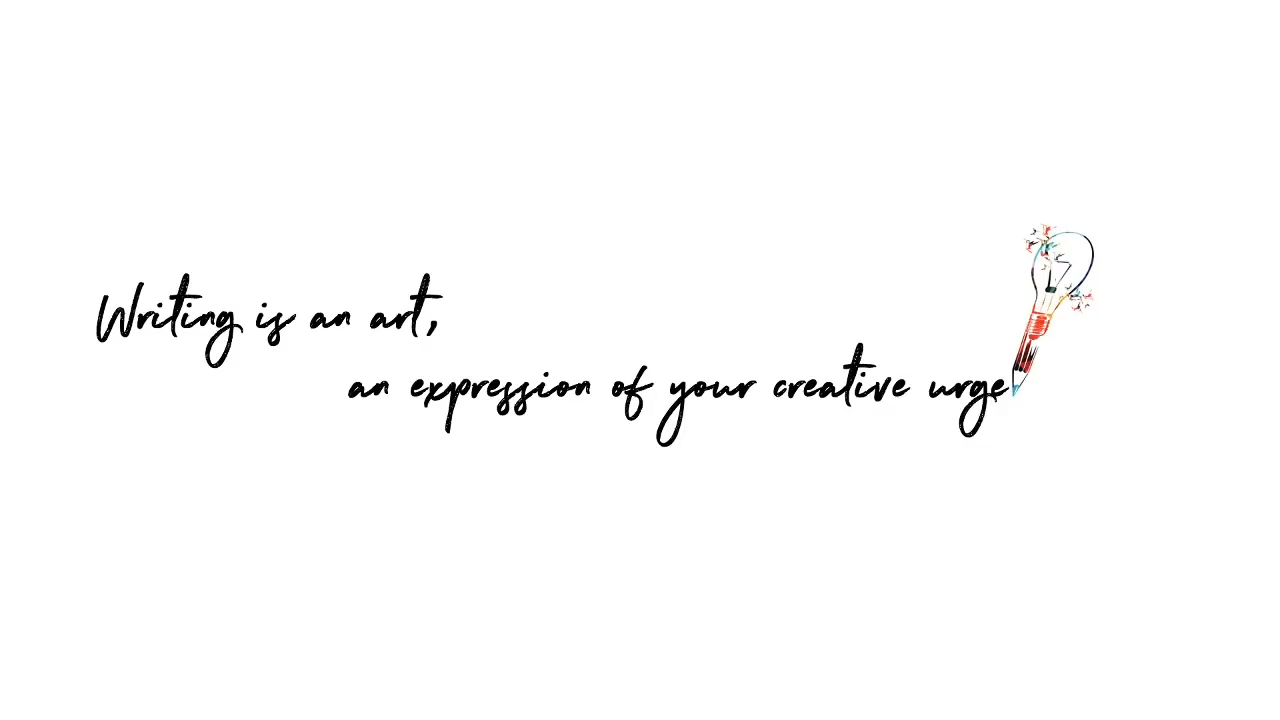 Writing is an art,
an expression of your creative urge